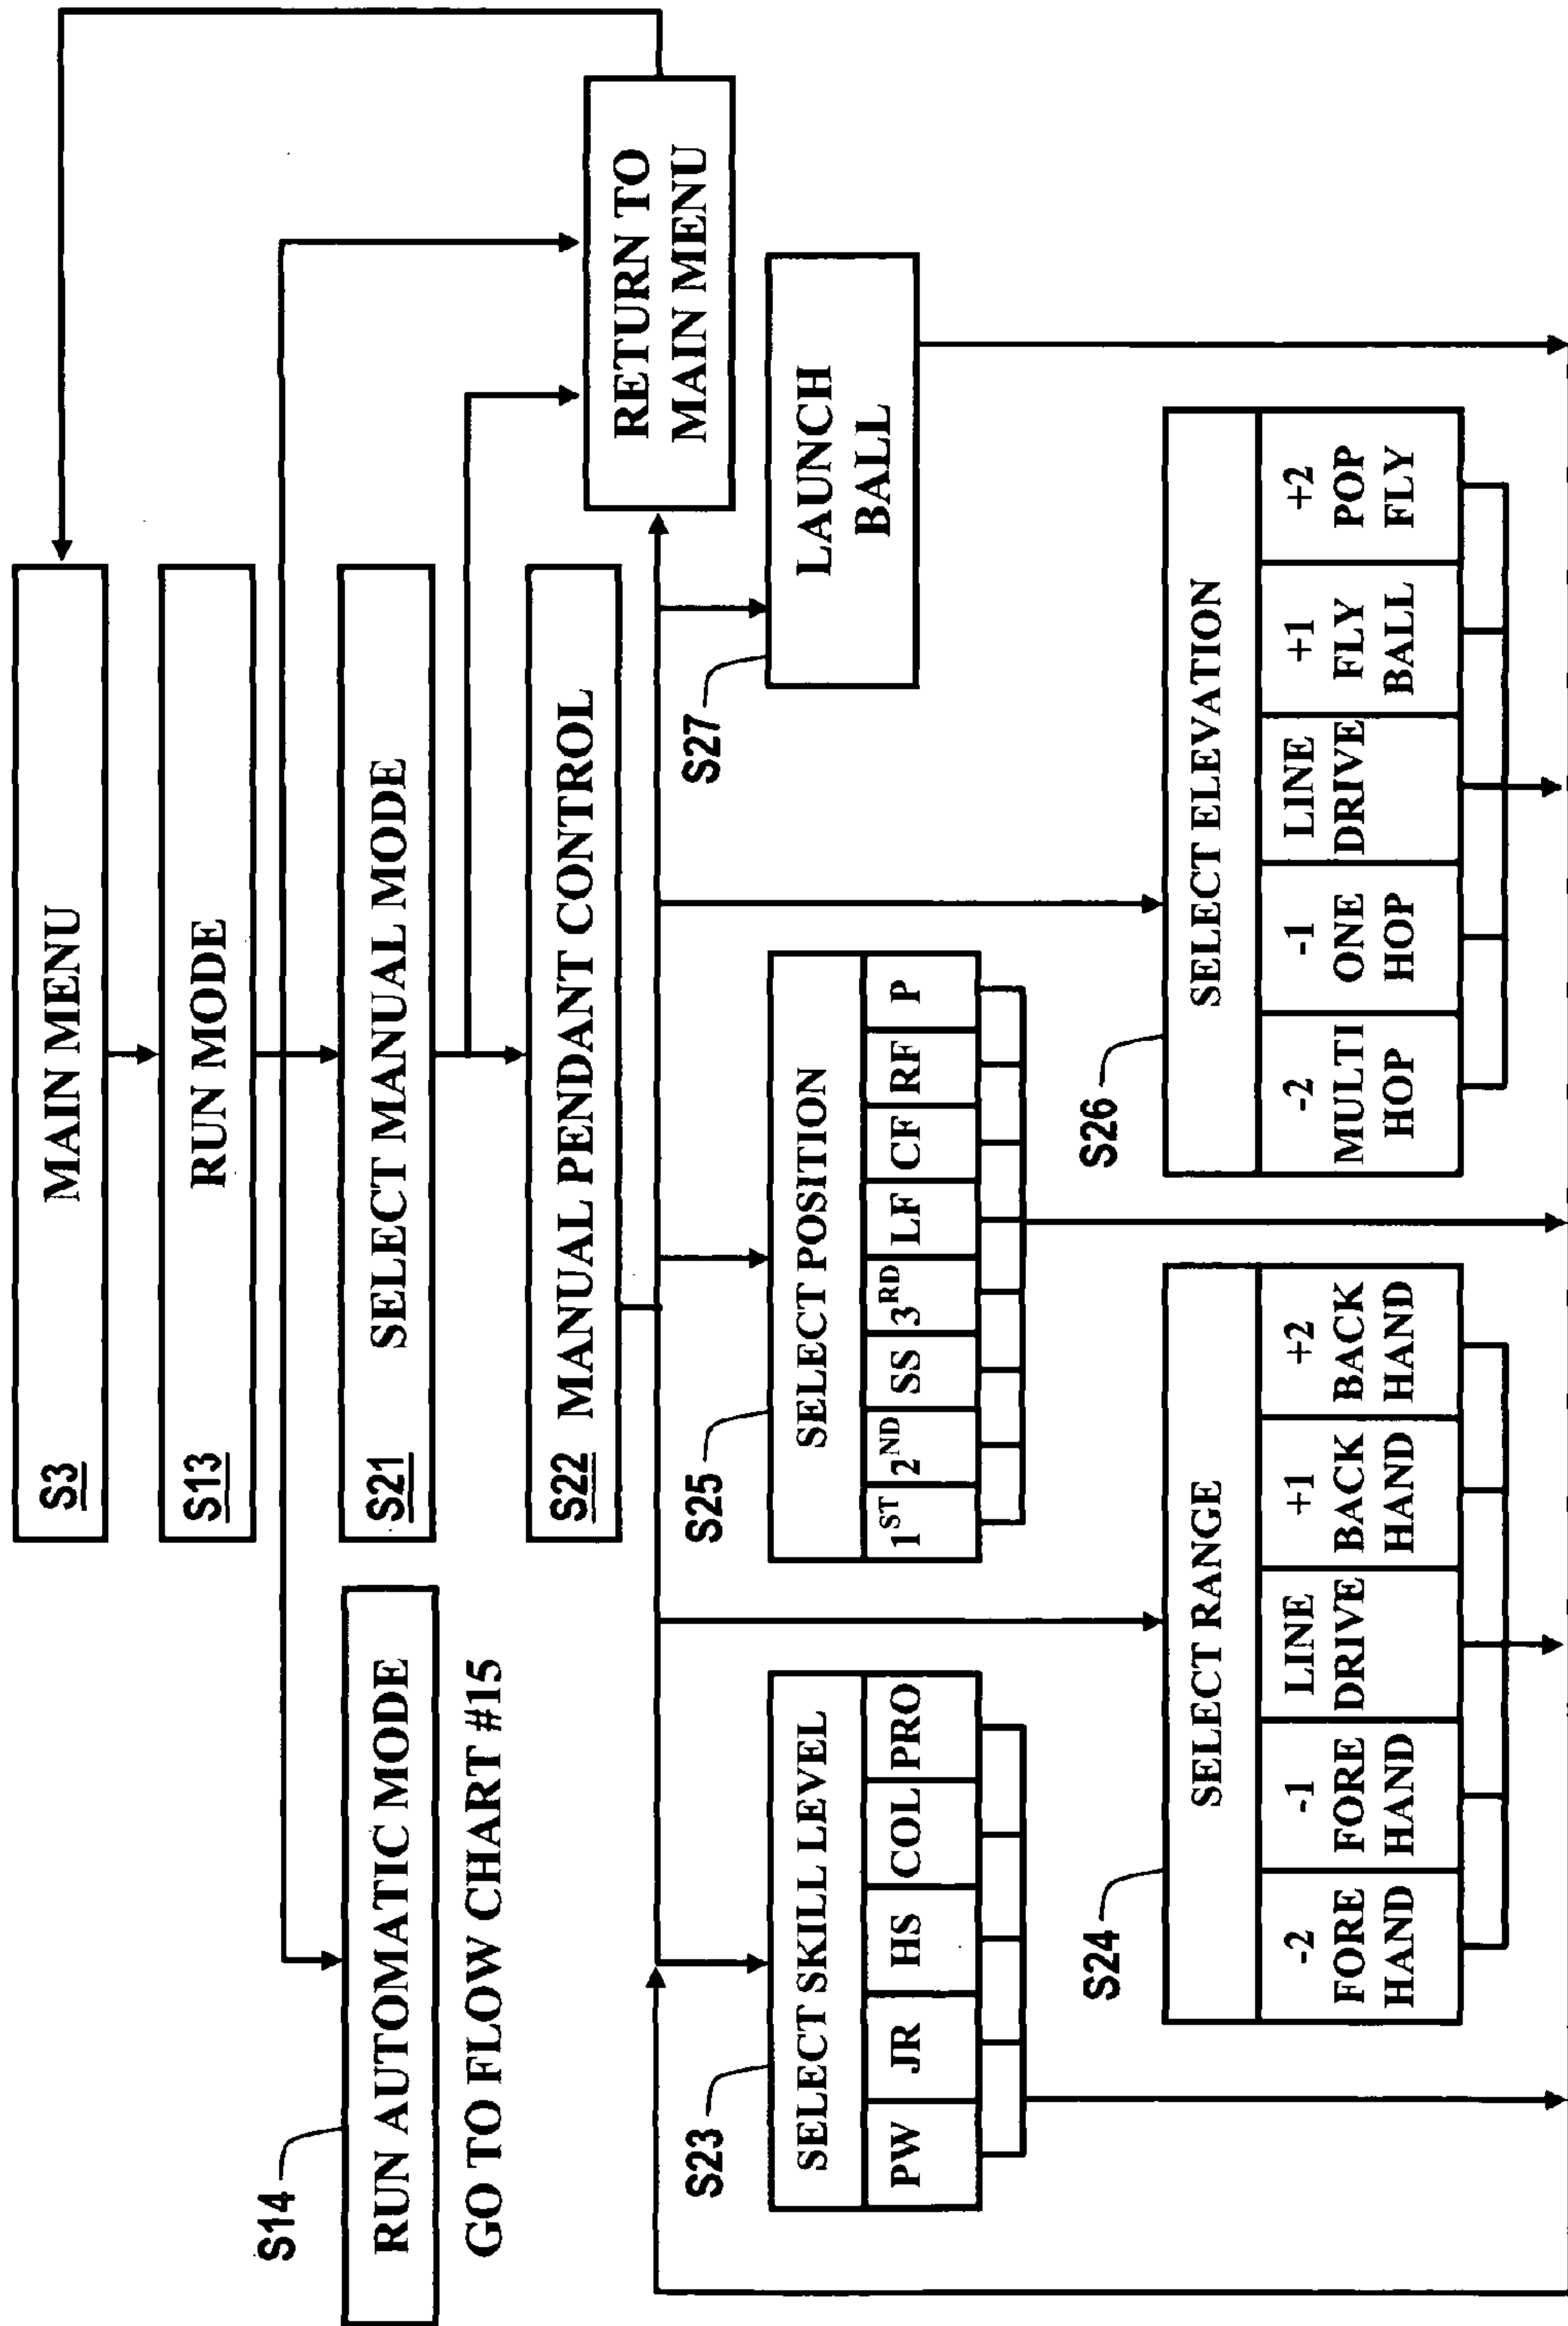 S3 MAIN MENU
S13 RUN MODE
S14
RUN AUTOMATIC MODE
GO TO FLOW CHART #15
S21 SELECT MANUAL MODE
S22 MANUAL PENDANT CONTROL
RETURN TO
MAIN MENU
S23
SELECT SKILL LEVEL
PW JR HS COL PRO
S25
SELECT POSITION
1ST 2ND SS 3RD LF CF RF P
S27
LAUNCH
BALL
S24
SELECT RANGE
-2 -1 LINE +1 +2
FORE FORE DRIVE BACK BACK
HAND HAND HAND HAND
S26
SELECT ELEVATION
-2 -1 LINE +1 +2
MULTI ONE DRIVE FLY POP
HOP HOP BALL FLY